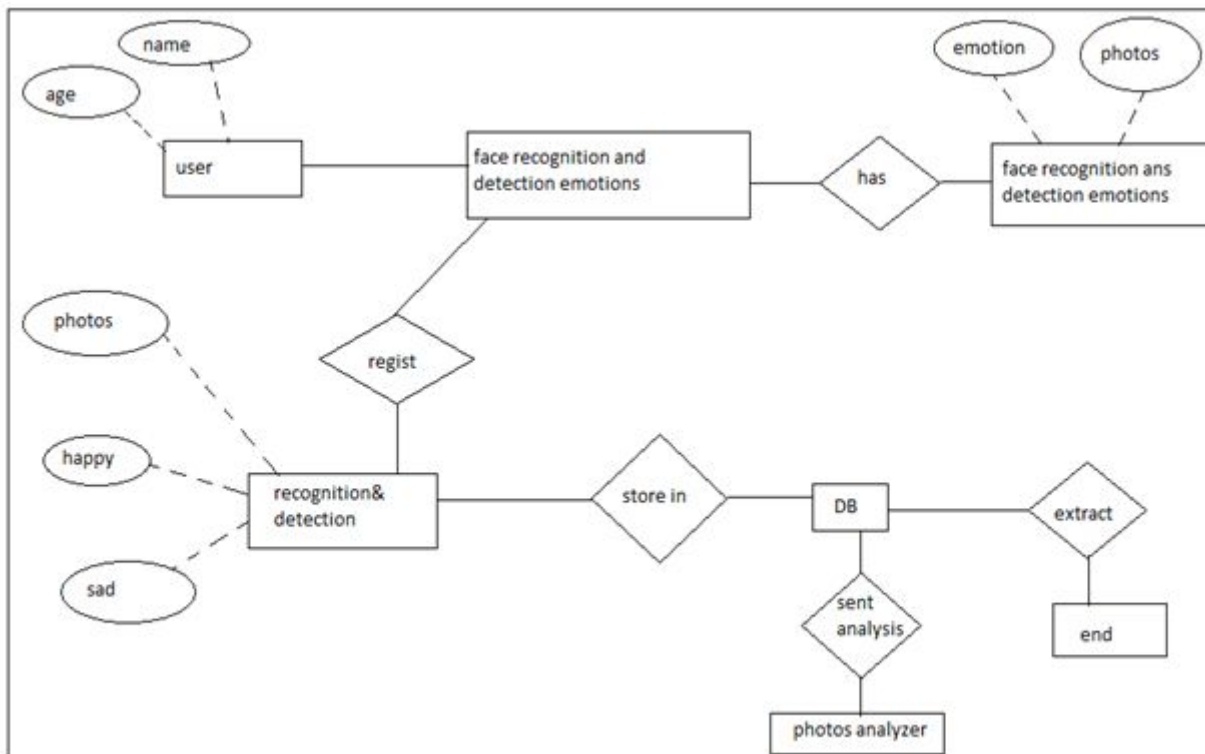 name
emotion
photos
age
user
face recognition and
detection emotions
has
face recognition ans
detection emotions
photos
regist
happy
recognition&
detection
store in
DB
extract
sad
sent
analysis
end
photos analyzer